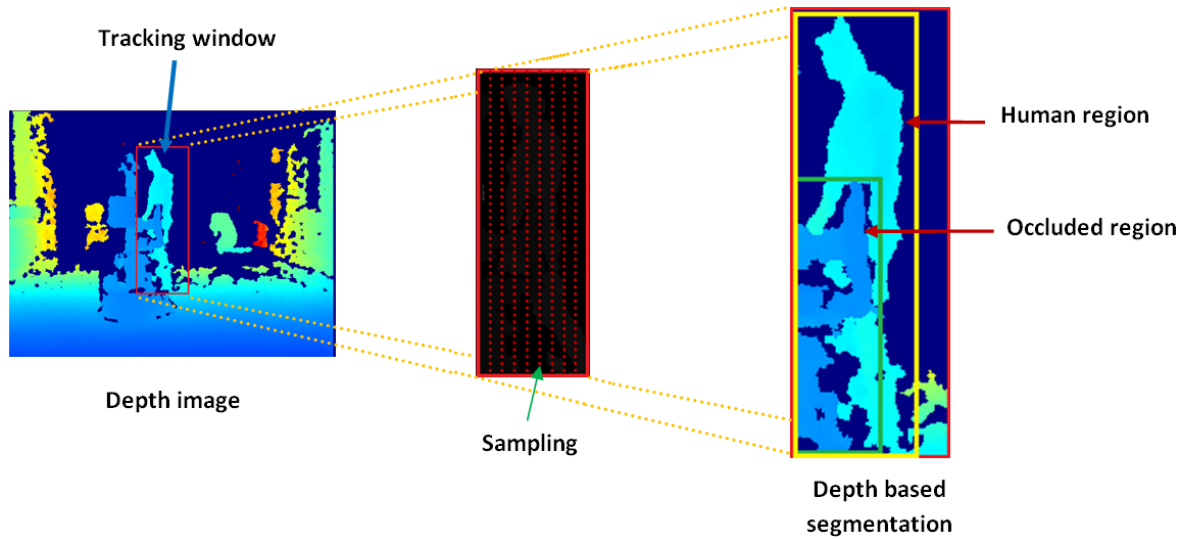 Tracking window
Human region
Occluded region
Depth image
Sampling
Depth based
segmentation